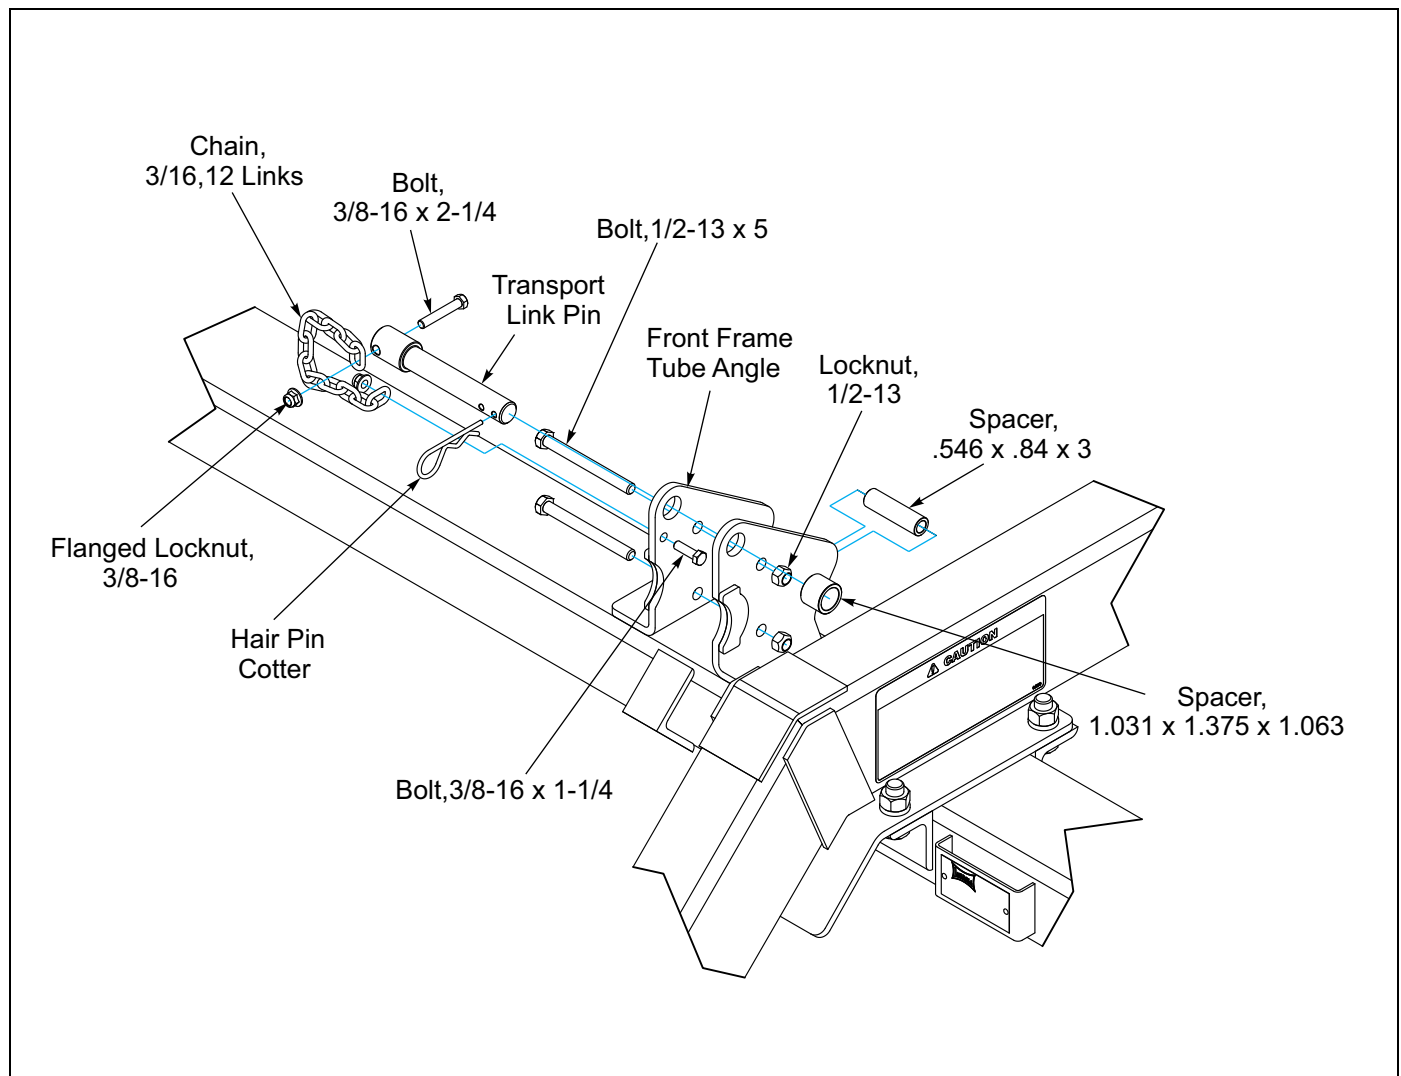 Chain,
3/16,12 Links
Bolt,
3/8-16 x 2-1/4
Bolt,1/2-13 x 5
Transport
Link Pin
Front Frame
Tube Angle
Locknut,
1/2-13
Spacer,
.546 x .84 x 3
Flanged Locknut,
3/8-16
Hair Pin
Cotter
CAUTION
Spacer,
1.031 x 1.375 x 1.063
Bolt,3/8-16 x 1-1/4